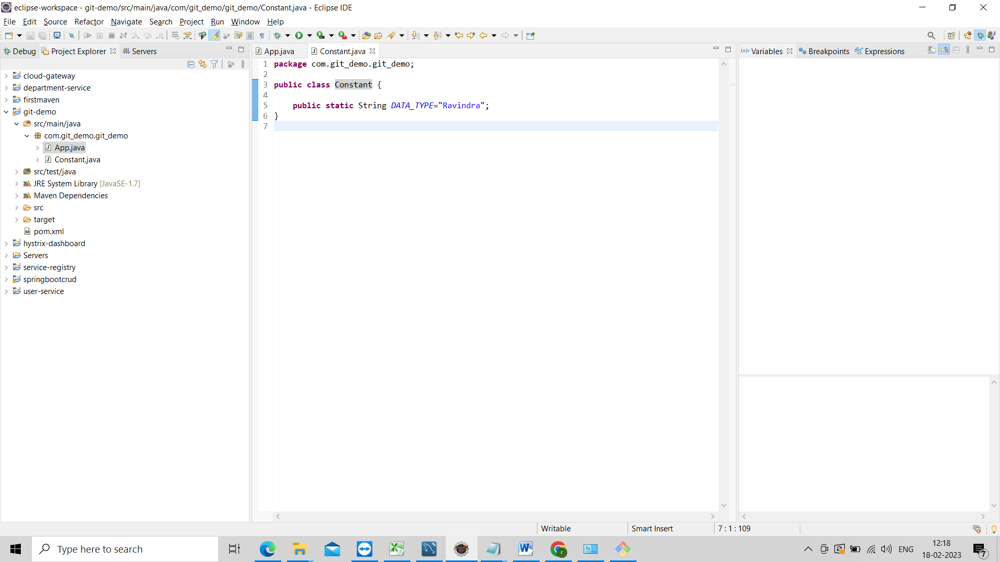 eclipse-workspace - git-demo/src/main/java/com/git_demo/git_demo/Constant.java - Eclipse IDE
File Edit Source Refactor Navigate Search Project Run Window Help
Debug Project Explorer Servers
cloud-gateway
department-service
firstmaven
git-demo
src/main/java
com.git_demo.git_demo
App.java
Constant.java
src/test/java
JRE System Library [JavaSE-1.7]
Maven Dependencies
src
target
pom.xml
hystrix-dashboard
Servers
service-registry
springbootcrud
user-service
App.java Constant.java
1 package com.git_demo.git_demo;
2
3 public class Constant {
4
5 public static String DATA_TYPE="Ravindra";
6 }
7
(x)= Variables Breakpoints Expressions
Writable Smart Insert 7 : 1 : 109
Type here to search
ENG
12:18
18-02-2023
7